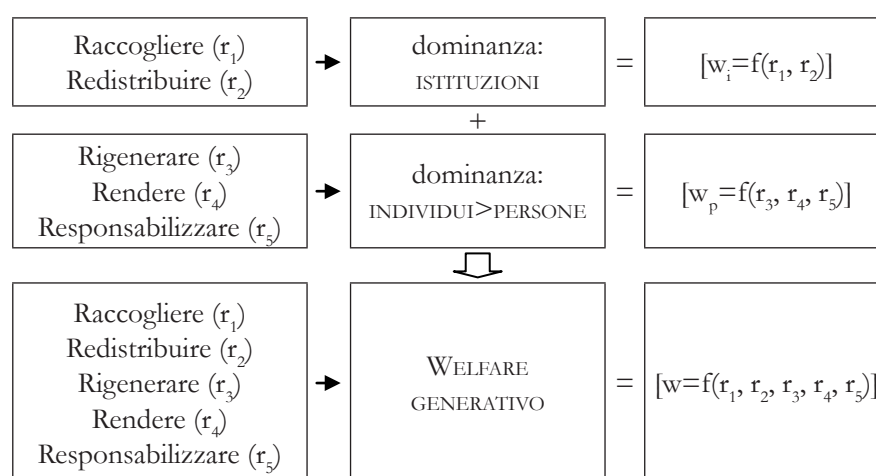 Raccogliere (r₁)
Redistribuire (r₂)
dominanza:
ISTITUZIONI
=
[wᵢ=f(r₁, r₂)]
+
Rigenerare (r₃)
Rendere (r₄)
Responsabilizzare (r₅)
dominanza:
INDIVIDUI>PERSONE
=
[wₚ=f(r₃, r₄, r₅)]
Raccogliere (r₁)
Redistribuire (r₂)
Rigenerare (r₃)
Rendere (r₄)
Responsabilizzare (r₅)
WELFARE
GENERATIVO
=
[w=f(r₁, r₂, r₃, r₄, r₅)]